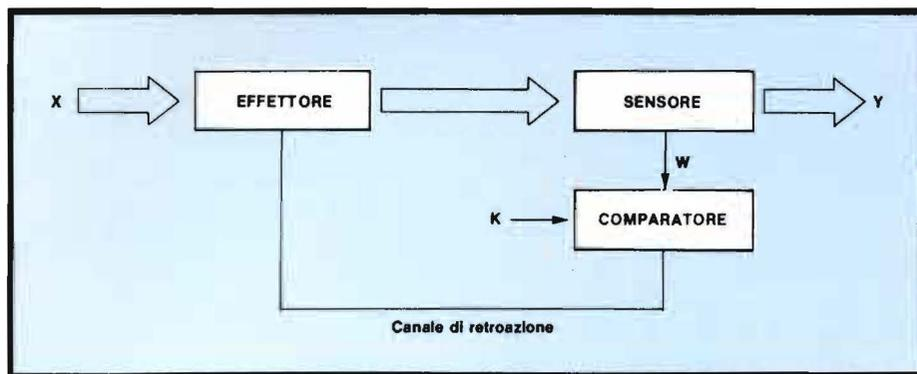 X
EFFETTORE
SENSORE
Y
W
K
COMPARATORE
Canale di retroazione